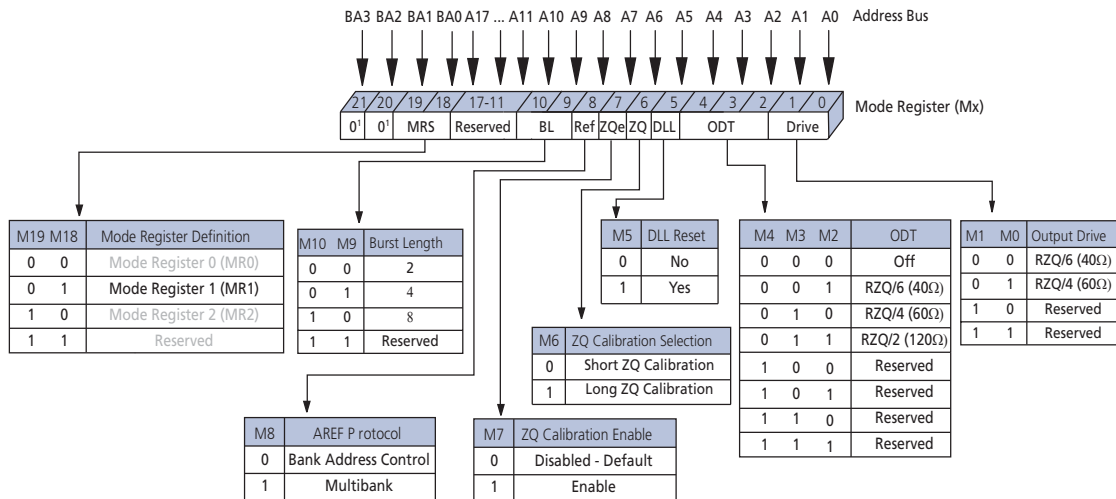 BA3 BA2 BA1 BA0 A17 ... A11 A10 A9 A8 A7 A6 A5 A4 A3 A2 A1 A0 Address Bus
21 20 19 18 17-11 10 9 8 7 6 5 4 3 2 1 0
Mode Register (Mx)
0¹ 0¹ MRS Reserved BL Ref ZQe ZQ DLL ODT Drive
M19 M18 Mode Register Definition
0 0 Mode Register 0 (MR0)
0 1 Mode Register 1 (MR1)
1 0 Mode Register 2 (MR2)
1 1 Reserved
M10 M9 Burst Length
0 0 2
0 1 4
1 0 8
1 1 Reserved
M5 DLL Reset
0 No
1 Yes
M4 M3 M2 ODT
0 0 0 Off
0 0 1 RZQ/6 (40Ω)
0 1 0 RZQ/4 (60Ω)
0 1 1 RZQ/2 (120Ω)
1 0 0 Reserved
1 0 1 Reserved
1 1 0 Reserved
1 1 1 Reserved
M1 M0 Output Drive
0 0 RZQ/6 (40Ω)
0 1 RZQ/4 (60Ω)
1 0 Reserved
1 1 Reserved
M6 ZQ Calibration Selection
0 Short ZQ Calibration
1 Long ZQ Calibration
M8 AREF P rotocol
0 Bank Address Control
1 Multibank
M7 ZQ Calibration Enable
0 Disabled - Default
1 Enable